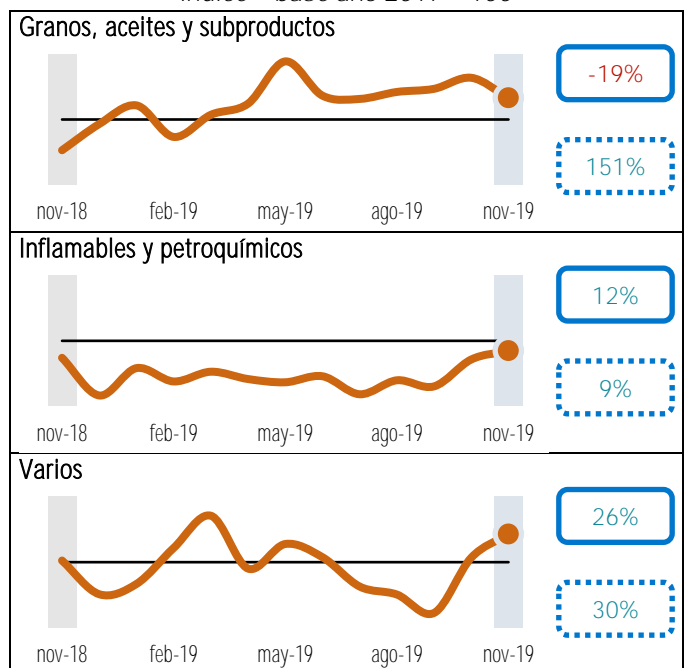 Granos, aceites y subproductos
-19%
151%
nov-18 feb-19 may-19 ago-19 nov-19
Inflamables y petroquímicos
12%
9%
nov-18 feb-19 may-19 ago-19 nov-19
Varios
26%
30%
nov-18 feb-19 may-19 ago-19 nov-19